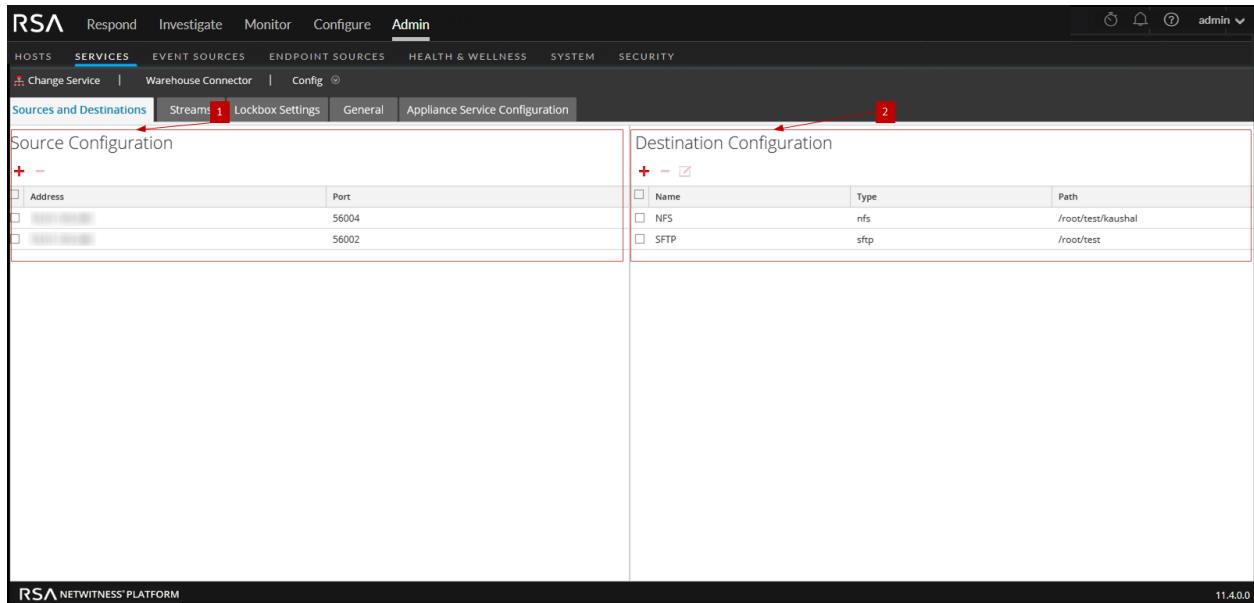 RSA Respond Investigate Monitor Configure Admin admin
HOSTS SERVICES EVENT SOURCES ENDPOINT SOURCES HEALTH & WELLNESS SYSTEM SECURITY
Change Service | Warehouse Connector | Config
Sources and Destinations Streams 1 Lockbox Settings General Appliance Service Configuration 2
Source Configuration Destination Configuration
Address Port Name Type Path
56004 NFS nfs /root/test/kaushal
56002 SFTP sftp /root/test
RSA NETWITNESS® PLATFORM 11.4.0.0